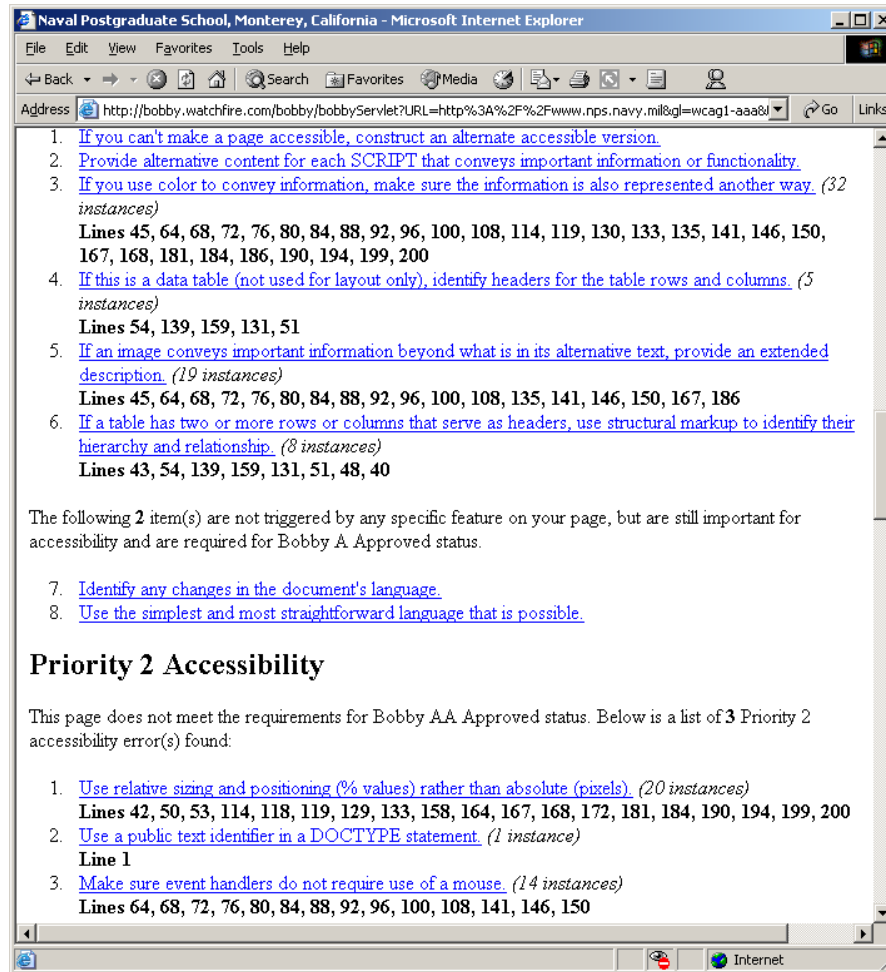 Naval Postgraduate School, Monterey, California - Microsoft Internet Explorer
File Edit View Favorites Tools Help
Back Search Favorites Media
Address http://bobby.watchfire.com/bobby/bobbyServlet?URL=http%3A%2F%2Fwww.nps.navy.mil&gl=wcag1-aaa& Go Links
1. If you can't make a page accessible, construct an alternate accessible version.
2. Provide alternative content for each SCRIPT that conveys important information or functionality.
3. If you use color to convey information, make sure the information is also represented another way. (32
instances)
Lines 45, 64, 68, 72, 76, 80, 84, 88, 92, 96, 100, 108, 114, 119, 130, 133, 135, 141, 146, 150,
167, 168, 181, 184, 186, 190, 194, 199, 200
4. If this is a data table (not used for layout only), identify headers for the table rows and columns. (5
instances)
Lines 54, 139, 159, 131, 51
5. If an image conveys important information beyond what is in its alternative text, provide an extended
description. (19 instances)
Lines 45, 64, 68, 72, 76, 80, 84, 88, 92, 96, 100, 108, 135, 141, 146, 150, 167, 186
6. If a table has two or more rows or columns that serve as headers, use structural markup to identify their
hierarchy and relationship. (8 instances)
Lines 43, 54, 139, 159, 131, 51, 48, 40
The following 2 item(s) are not triggered by any specific feature on your page, but are still important for
accessibility and are required for Bobby A Approved status.
7. Identify any changes in the document's language.
8. Use the simplest and most straightforward language that is possible.
Priority 2 Accessibility
This page does not meet the requirements for Bobby AA Approved status. Below is a list of 3 Priority 2
accessibility error(s) found:
1. Use relative sizing and positioning (% values) rather than absolute (pixels). (20 instances)
Lines 42, 50, 53, 114, 118, 119, 129, 133, 158, 164, 167, 168, 172, 181, 184, 190, 194, 199, 200
2. Use a public text identifier in a DOCTYPE statement. (1 instance)
Line 1
3. Make sure event handlers do not require use of a mouse. (14 instances)
Lines 64, 68, 72, 76, 80, 84, 88, 92, 96, 100, 108, 141, 146, 150
Internet